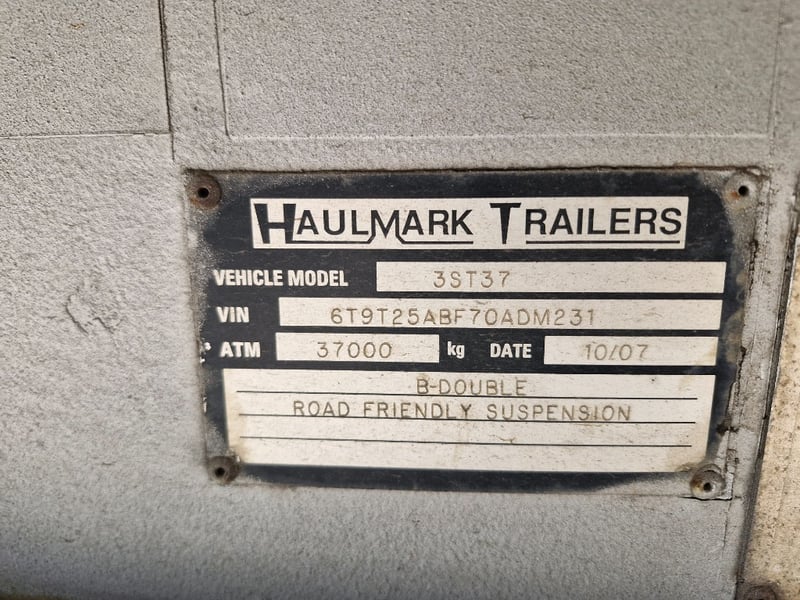 HAULMARK TRAILERS
VEHICLE MODEL 3ST37
VIN 6T9T25ABF70ADM231
ATM 37000 kg DATE 10/07
B-DOUBLE
ROAD FRIENDLY SUSPENSION